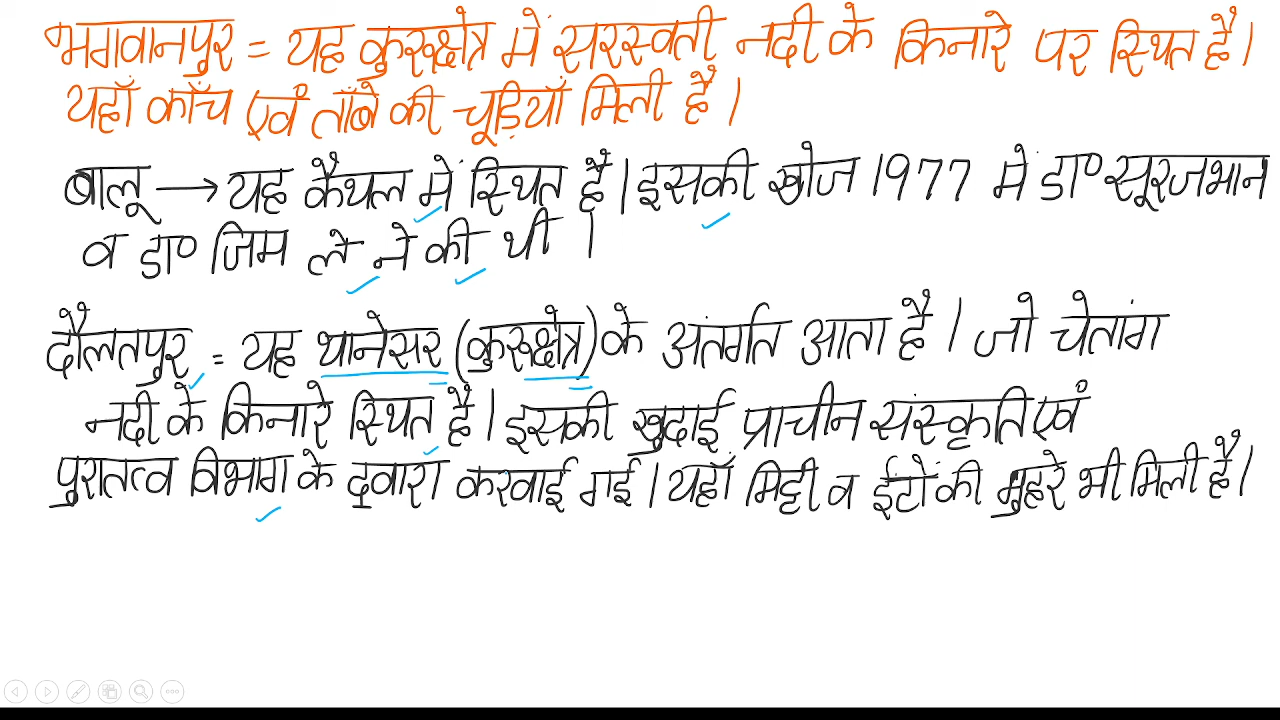 भगवानपुर = यह कुरुक्षेत्र में सरस्वती नदी के किनारे पर स्थित है।
यहाँ काँच एवं ताँबे की चूड़ियाँ मिली है।
बालू → यह कैथल में स्थित है। इसकी खोज 1977 में डा० सूरजभान
व डा० जिम ले ने की थी।
दौलतपुर = यह थानेसर (कुरुक्षेत्र) के अंतर्गत आता है। जो चेतांग
नदी के किनारे स्थित है। इसकी खुदाई प्राचीन संस्कृति एवं
पुरातत्व विभाग के द्वारा करवाई गई। यहाँ मिट्टी व ईटों की मुहरे भी मिली है।